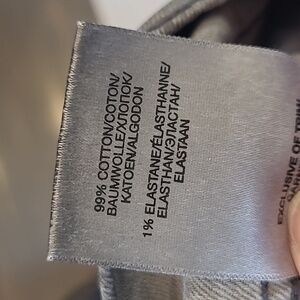 99% COTTON/COTON/
BAUMWOLLE/ХЛОПОК/
KATOEN/ALGODON
1% ELASTANE/ÉLASTHANNE/
ELASTHAN/ЭЛАСТАН/
ELASTAAN
EXCLUSIVE OF